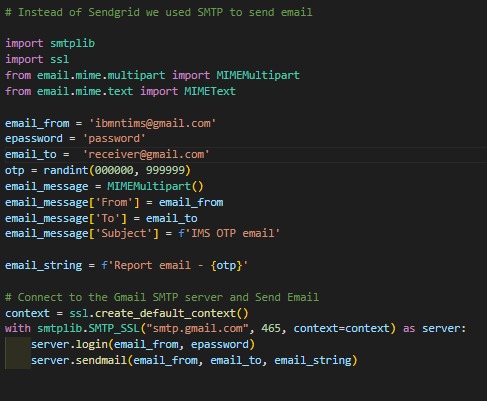 # Instead of Sendgrid we used SMTP to send email
import smtplib
import ssl
from email.mime.multipart import MIMEMultipart
from email.mime.text import MIMEText
email_from = 'ibmntims@gmail.com'
epassword = 'password'
email_to =  'receiver@gmail.com'
otp = randint(000000, 999999)
email_message = MIMEMultipart()
email_message['From'] = email_from
email_message['To'] = email_to
email_message['Subject'] = f'IMS OTP email'
email_string = f'Report email - {otp}'
# Connect to the Gmail SMTP server and Send Email
context = ssl.create_default_context()
with smtplib.SMTP_SSL("smtp.gmail.com", 465, context=context) as server:
    server.login(email_from, epassword)
    server.sendmail(email_from, email_to, email_string)